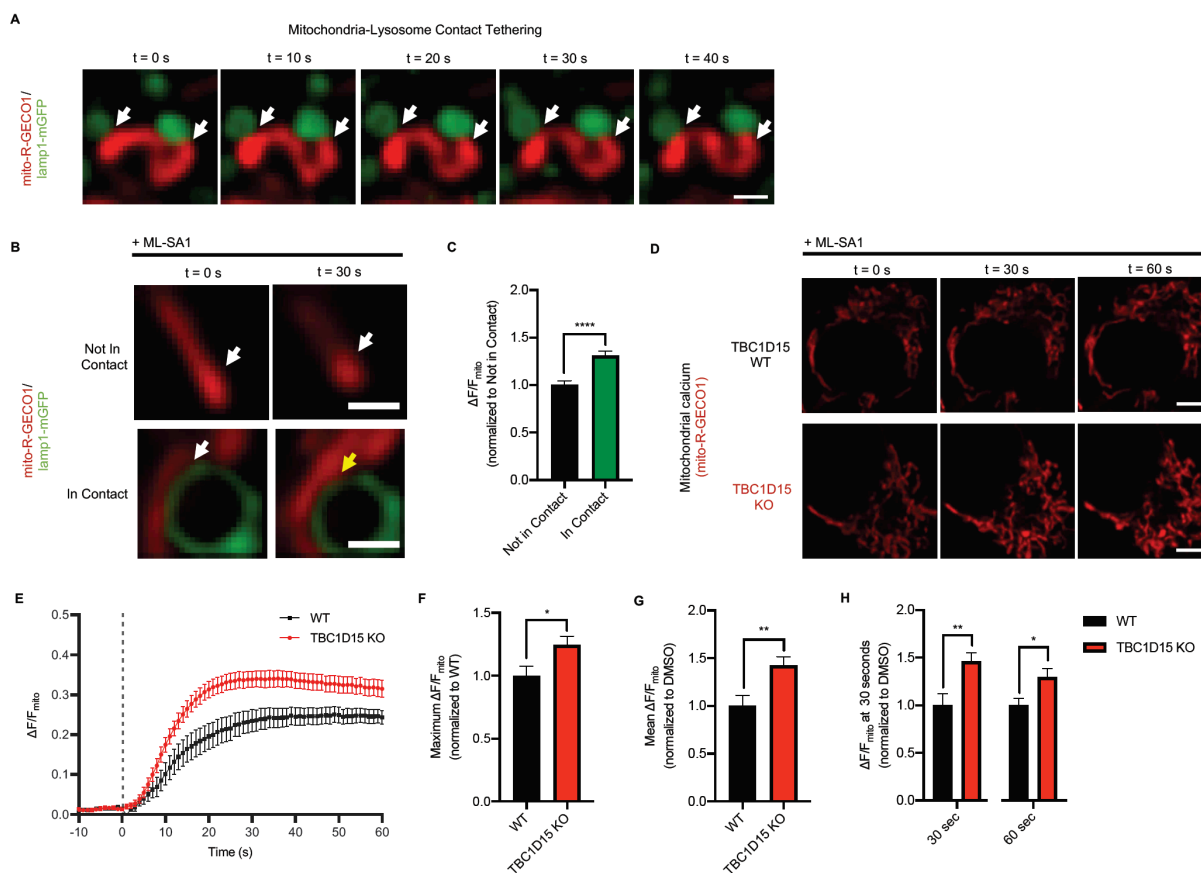 A
Mitochondria-Lysosome Contact Tethering
t = 0 s
t = 10 s
t = 20 s
t = 30 s
t = 40 s
mito-R-GECO1/
lamp1-mGFP
B
+ ML-SA1
t = 0 s
t = 30 s
Not In
Contact
In Contact
mito-R-GECO1/
lamp1-mGFP
C
ΔF/Fmito
(normalized to Not in Contact)
2.0
1.5
1.0
0.5
0.0
****
Not in Contact
In Contact
D
+ ML-SA1
t = 0 s
t = 30 s
t = 60 s
TBC1D15
WT
TBC1D15
KO
Mitochondrial calcium
(mito-R-GECO1)
E
ΔF/Fmito
0.5
0.4
0.3
0.2
0.1
0.0
-10
0
10
20
30
40
50
60
Time (s)
WT
TBC1D15 KO
F
Maximum ΔF/Fmito
(normalized to WT)
1.5
1.0
0.5
0.0
*
WT
TBC1D15 KO
G
Mean ΔF/Fmito
(normalized to DMSO)
2.0
1.5
1.0
0.5
0.0
**
WT
TBC1D15 KO
H
ΔF/Fmito at 30 seconds
(normalized to DMSO)
2.0
1.5
1.0
0.5
0.0
**
*
30 sec
60 sec
WT
TBC1D15 KO